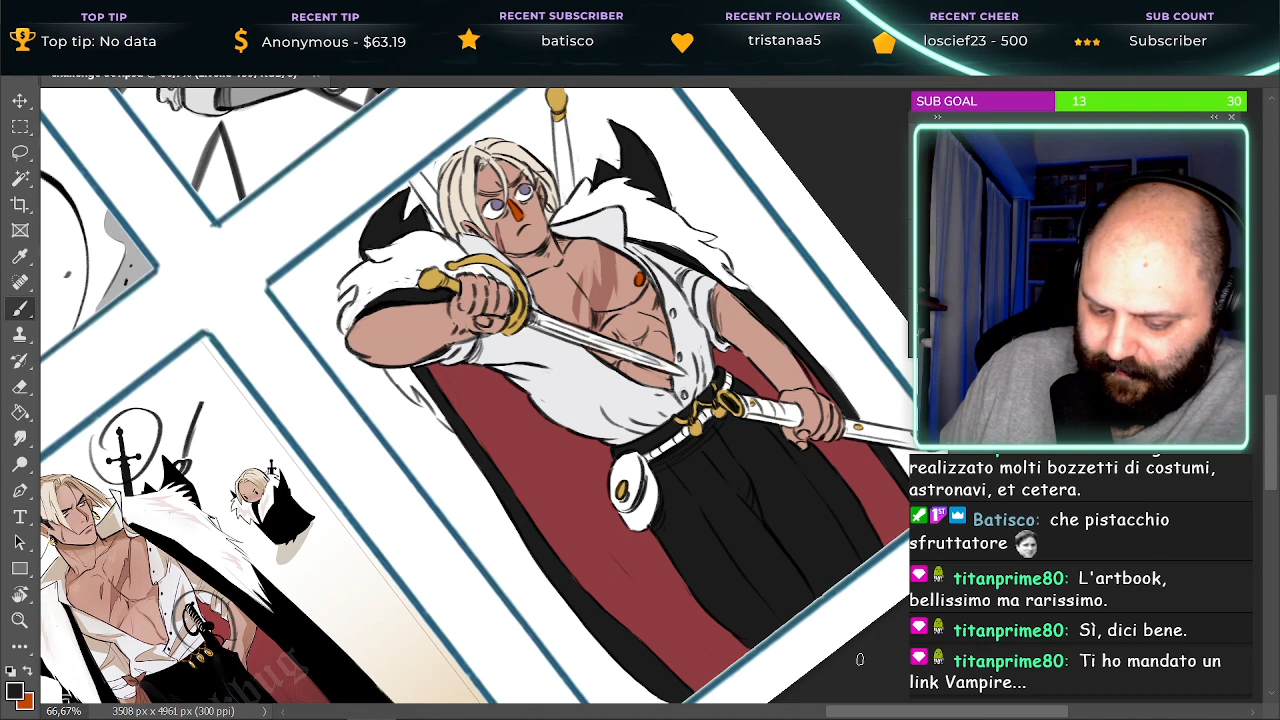 TOP TIP
Top tip: No data
RECENT TIP
$ Anonymous - $63.19
RECENT SUBSCRIBER
batisco
RECENT FOLLOWER
tristanaa5
RECENT CHEER
loscief23 - 500
SUB COUNT
Subscriber
SUB GOAL 13 30
realizzato molti bozzetti di costumi,
astronavi, et cetera.
Batisco: che pistacchio
sfruttatore
titanprime80: L'artbook,
bellissimo ma rarissimo.
titanprime80: Sì, dici bene.
titanprime80: Ti ho mandato un
link Vampire...
66,67% 3508 px x 4961 px (300 ppi)